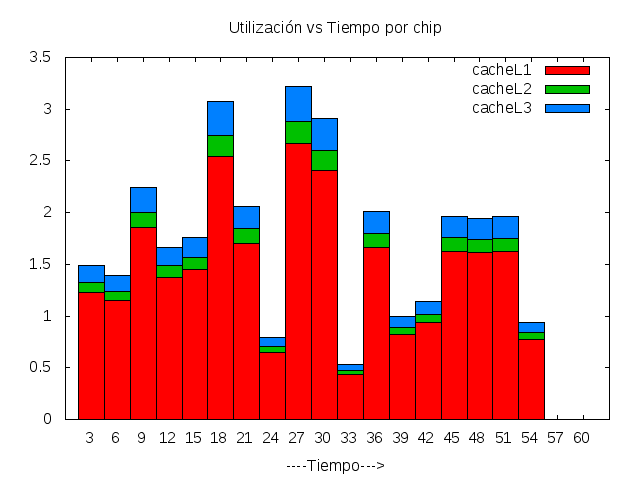 Utilización vs Tiempo por chip
3.5
cacheL1
cacheL2
cacheL3
3
2.5
2
1.5
1
0.5
0
3 6 9 12 15 18 21 24 27 30 33 36 39 42 45 48 51 54 57 60
----Tiempo--->